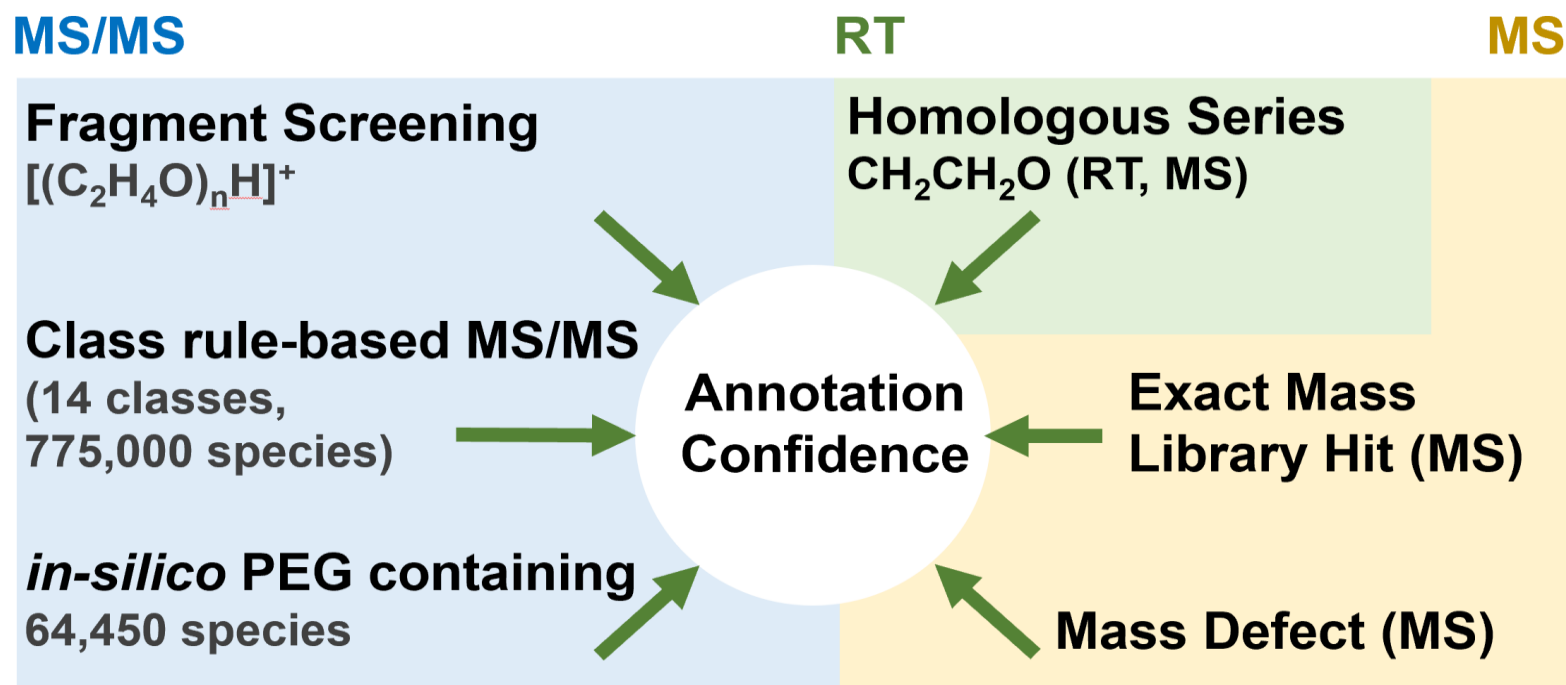 MS/MS
RT
MS
Fragment Screening
[(C₂H₄O)ₙH]⁺
Homologous Series
CH₂CH₂O (RT, MS)
Class rule-based MS/MS
(14 classes,
775,000 species)
Annotation
Confidence
Exact Mass
Library Hit (MS)
in-silico PEG containing
64,450 species
Mass Defect (MS)